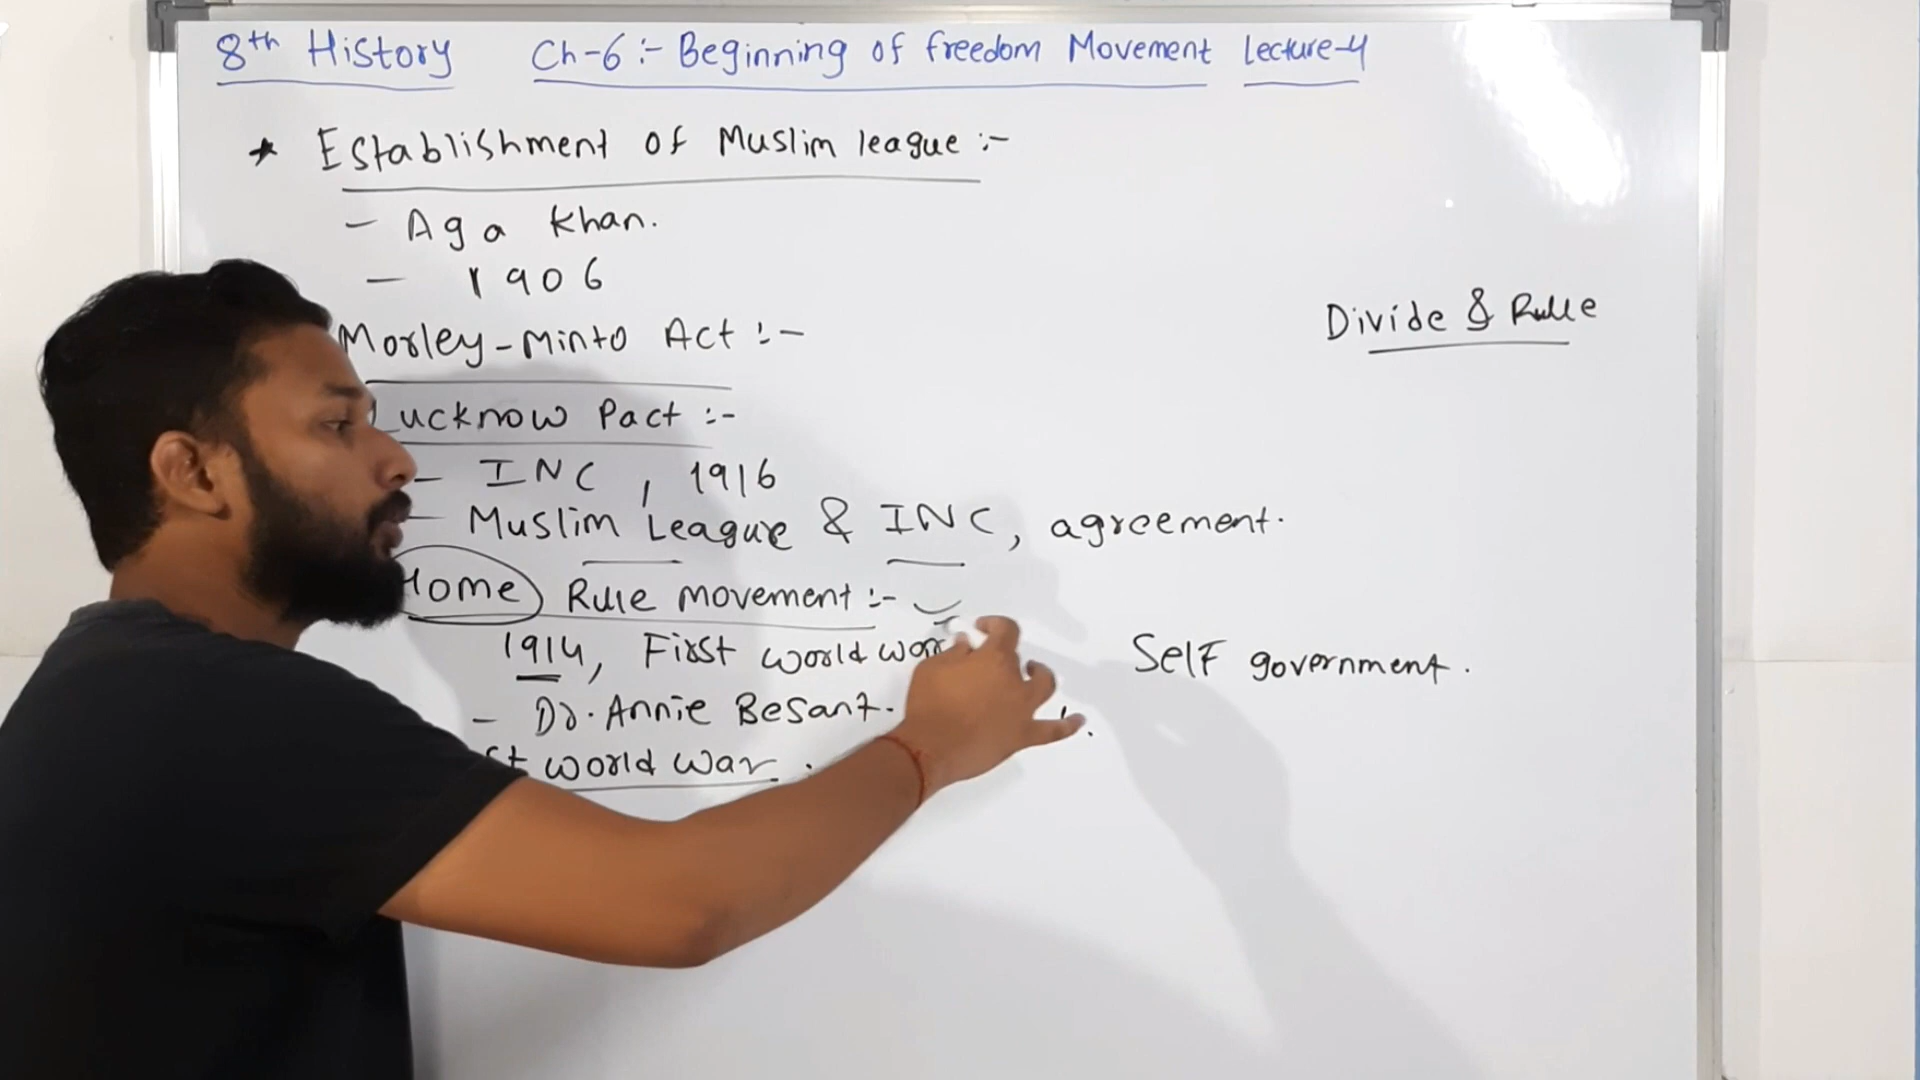 8th History Ch-6 :- Beginning of freedom Movement Lecture-4
* Establishment of Muslim league :-
- Aga Khan.
- 1906
Divide & Rule
Morley-Minto Act :-
Lucknow Pact :-
- INC, 1916
- Muslim League & INC, agreement.
Home Rule movement :-
1914, First world war
Self government.
- Dr. Annie Besant.
world war.